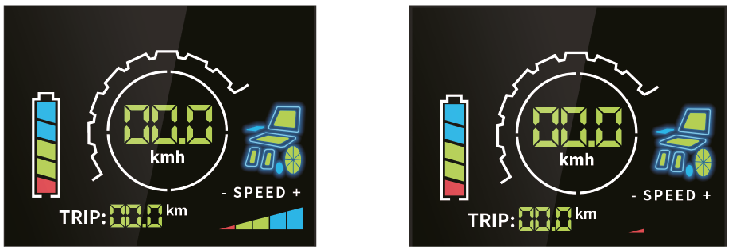 00.0
kmh
- SPEED +
TRIP:00.0 km
00.0
kmh
- SPEED +
TRIP:00.0 km